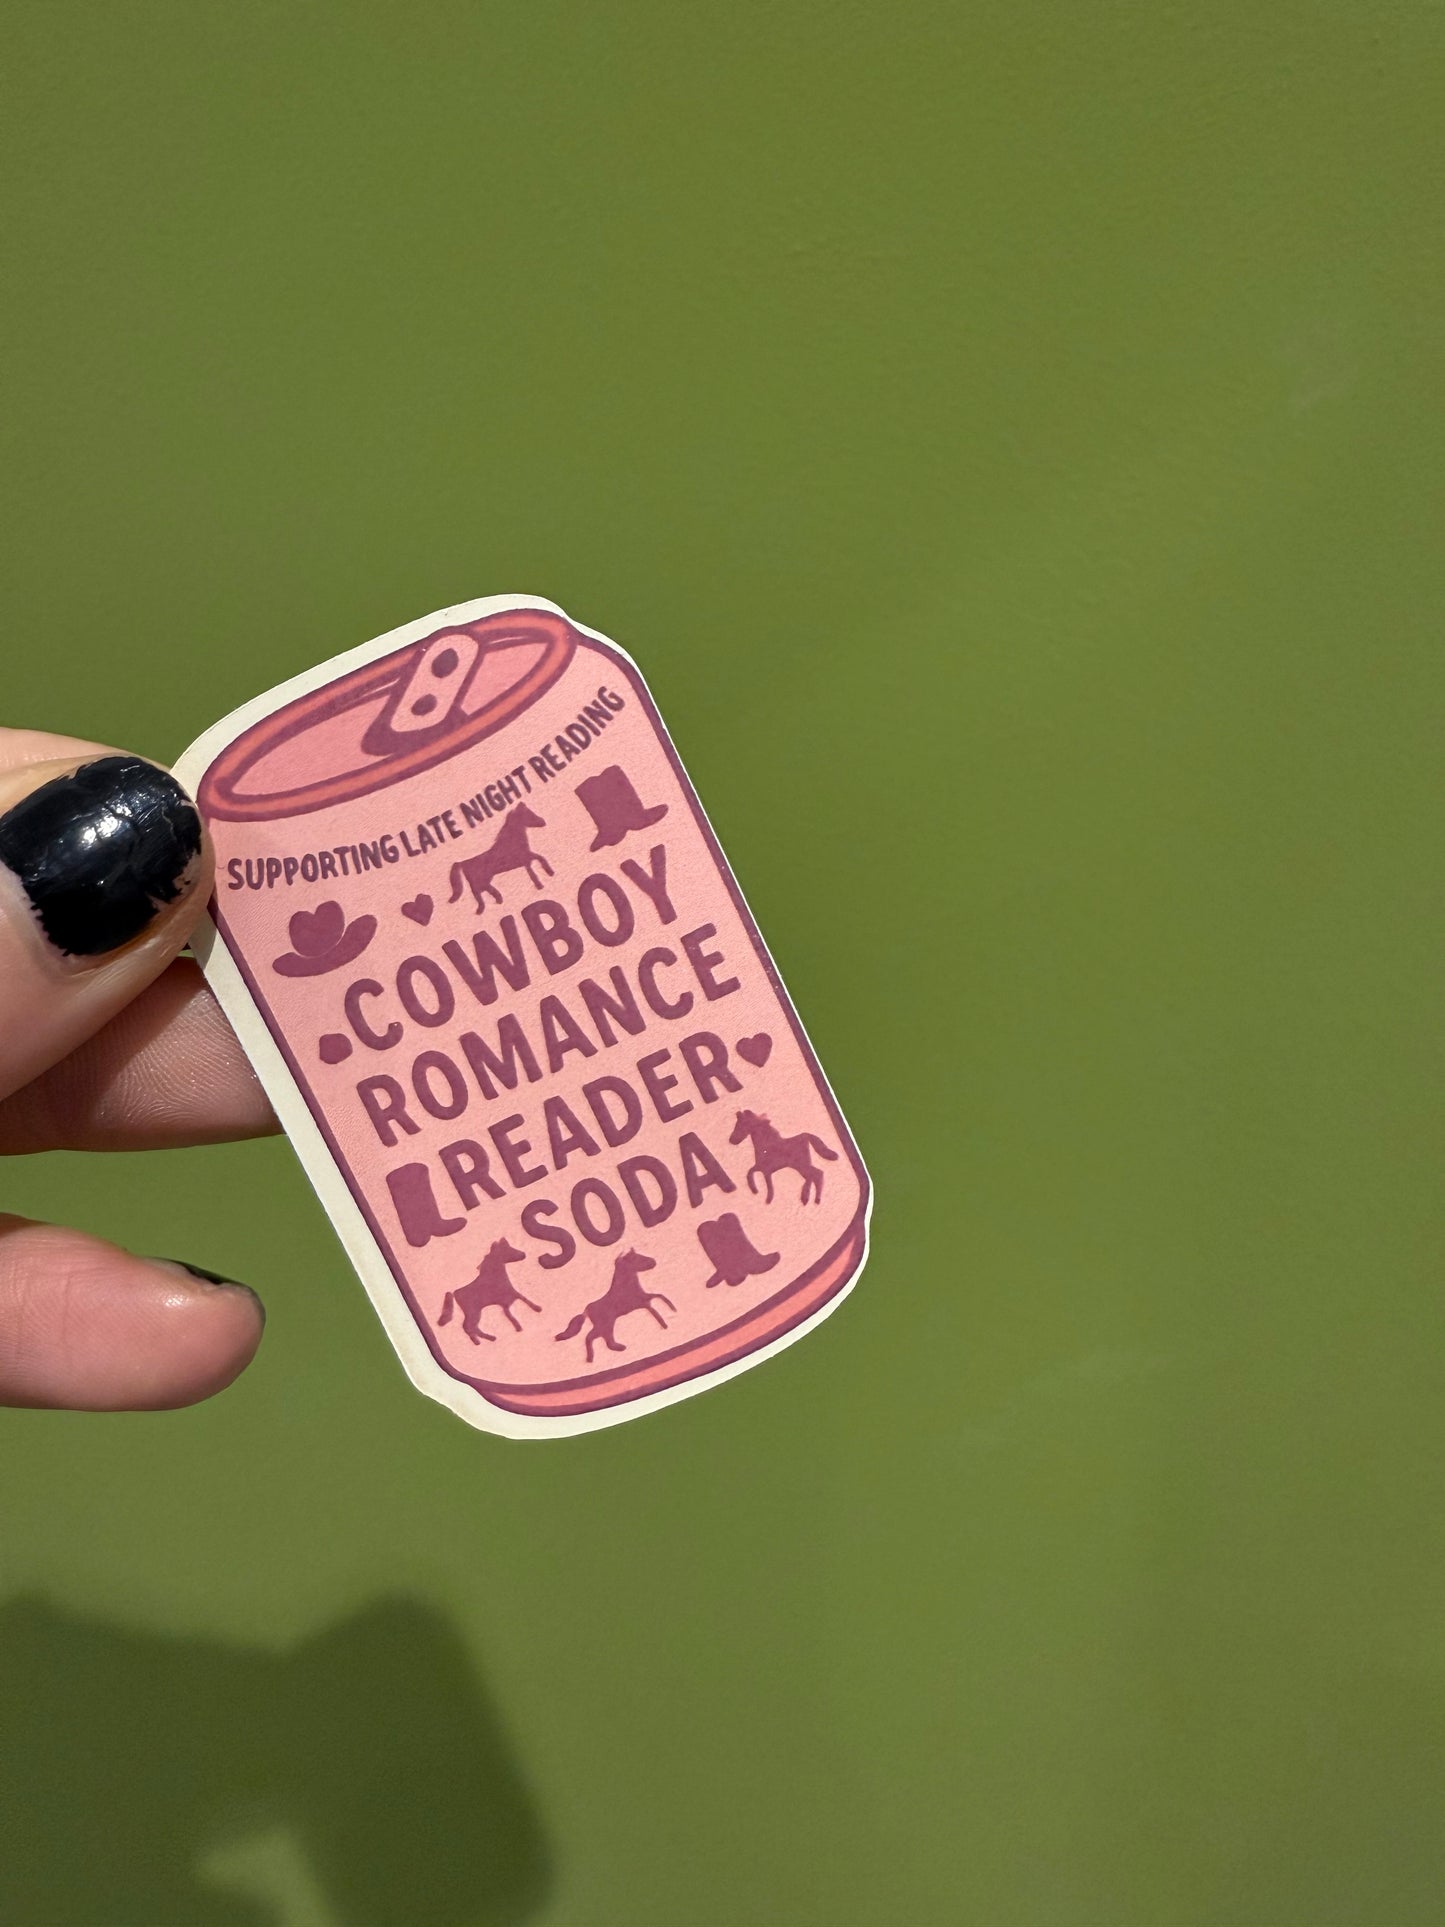 SUPPORTING LATE NIGHT READING
COWBOY
ROMANCE
READER
SODA